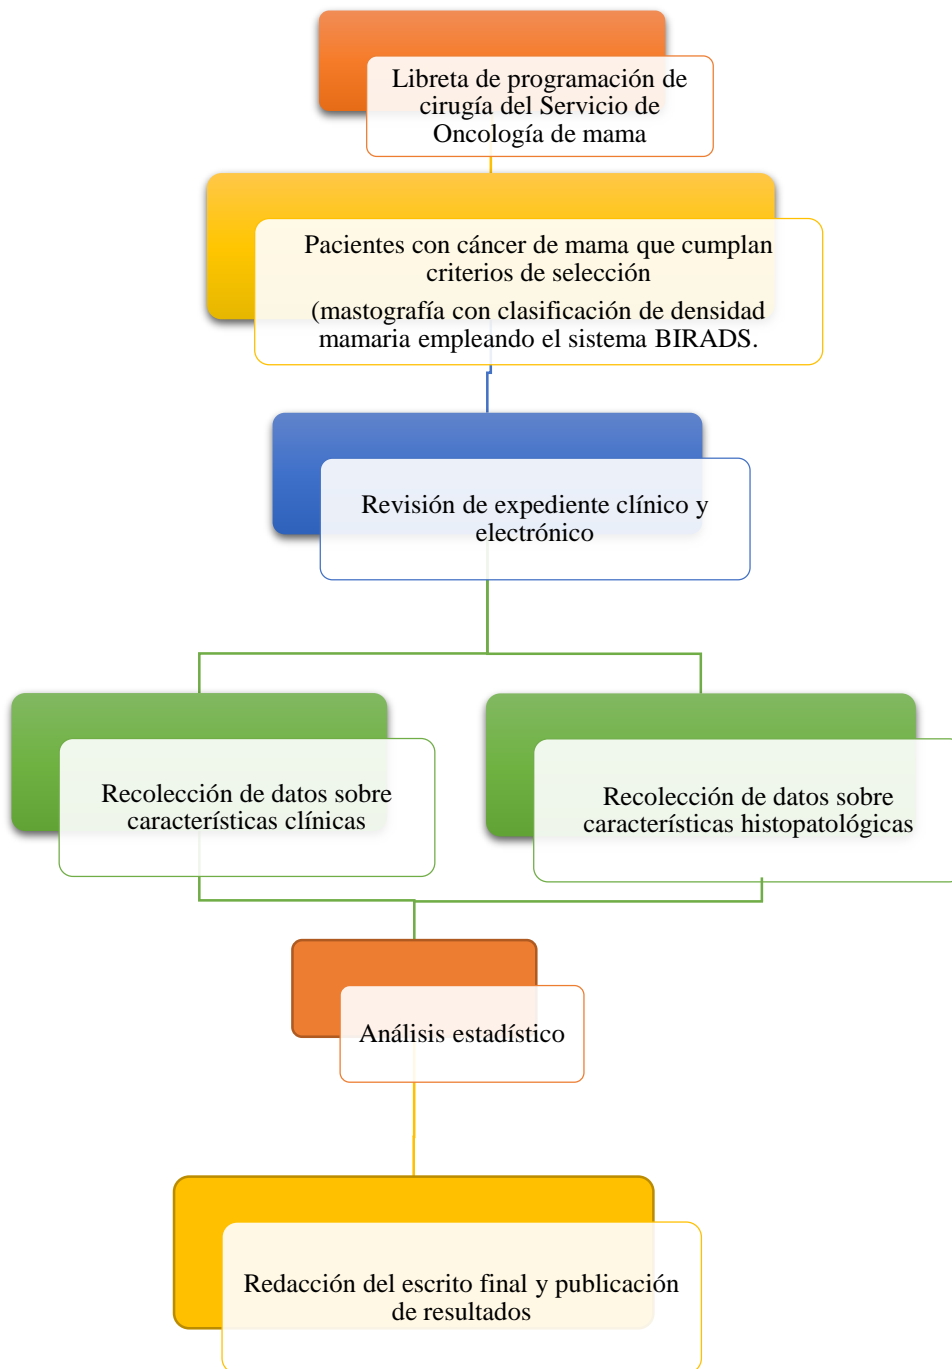 Libreta de programación de
cirugía del Servicio de
Oncología de mama
Pacientes con cáncer de mama que cumplan
criterios de selección
(mastografía con clasificación de densidad
mamaria empleando el sistema BIRADS.
Revisión de expediente clínico y
electrónico
Recolección de datos sobre
características clínicas
Recolección de datos sobre
características histopatológicas
Análisis estadístico
Redacción del escrito final y publicación
de resultados